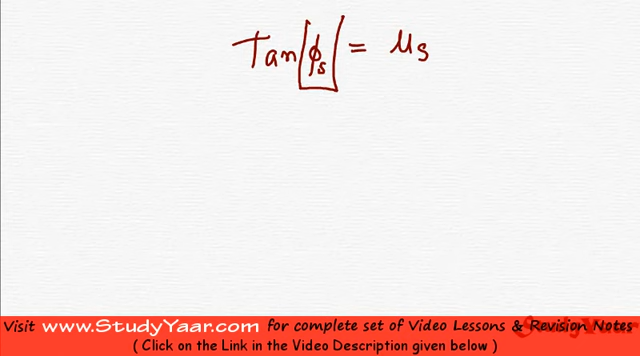 Tan[ϕs] = μs
StudyYaar
Visit www.StudyYaar.com for complete set of Video Lessons & Revision Notes
( Click on the Link in the Video Description given below )